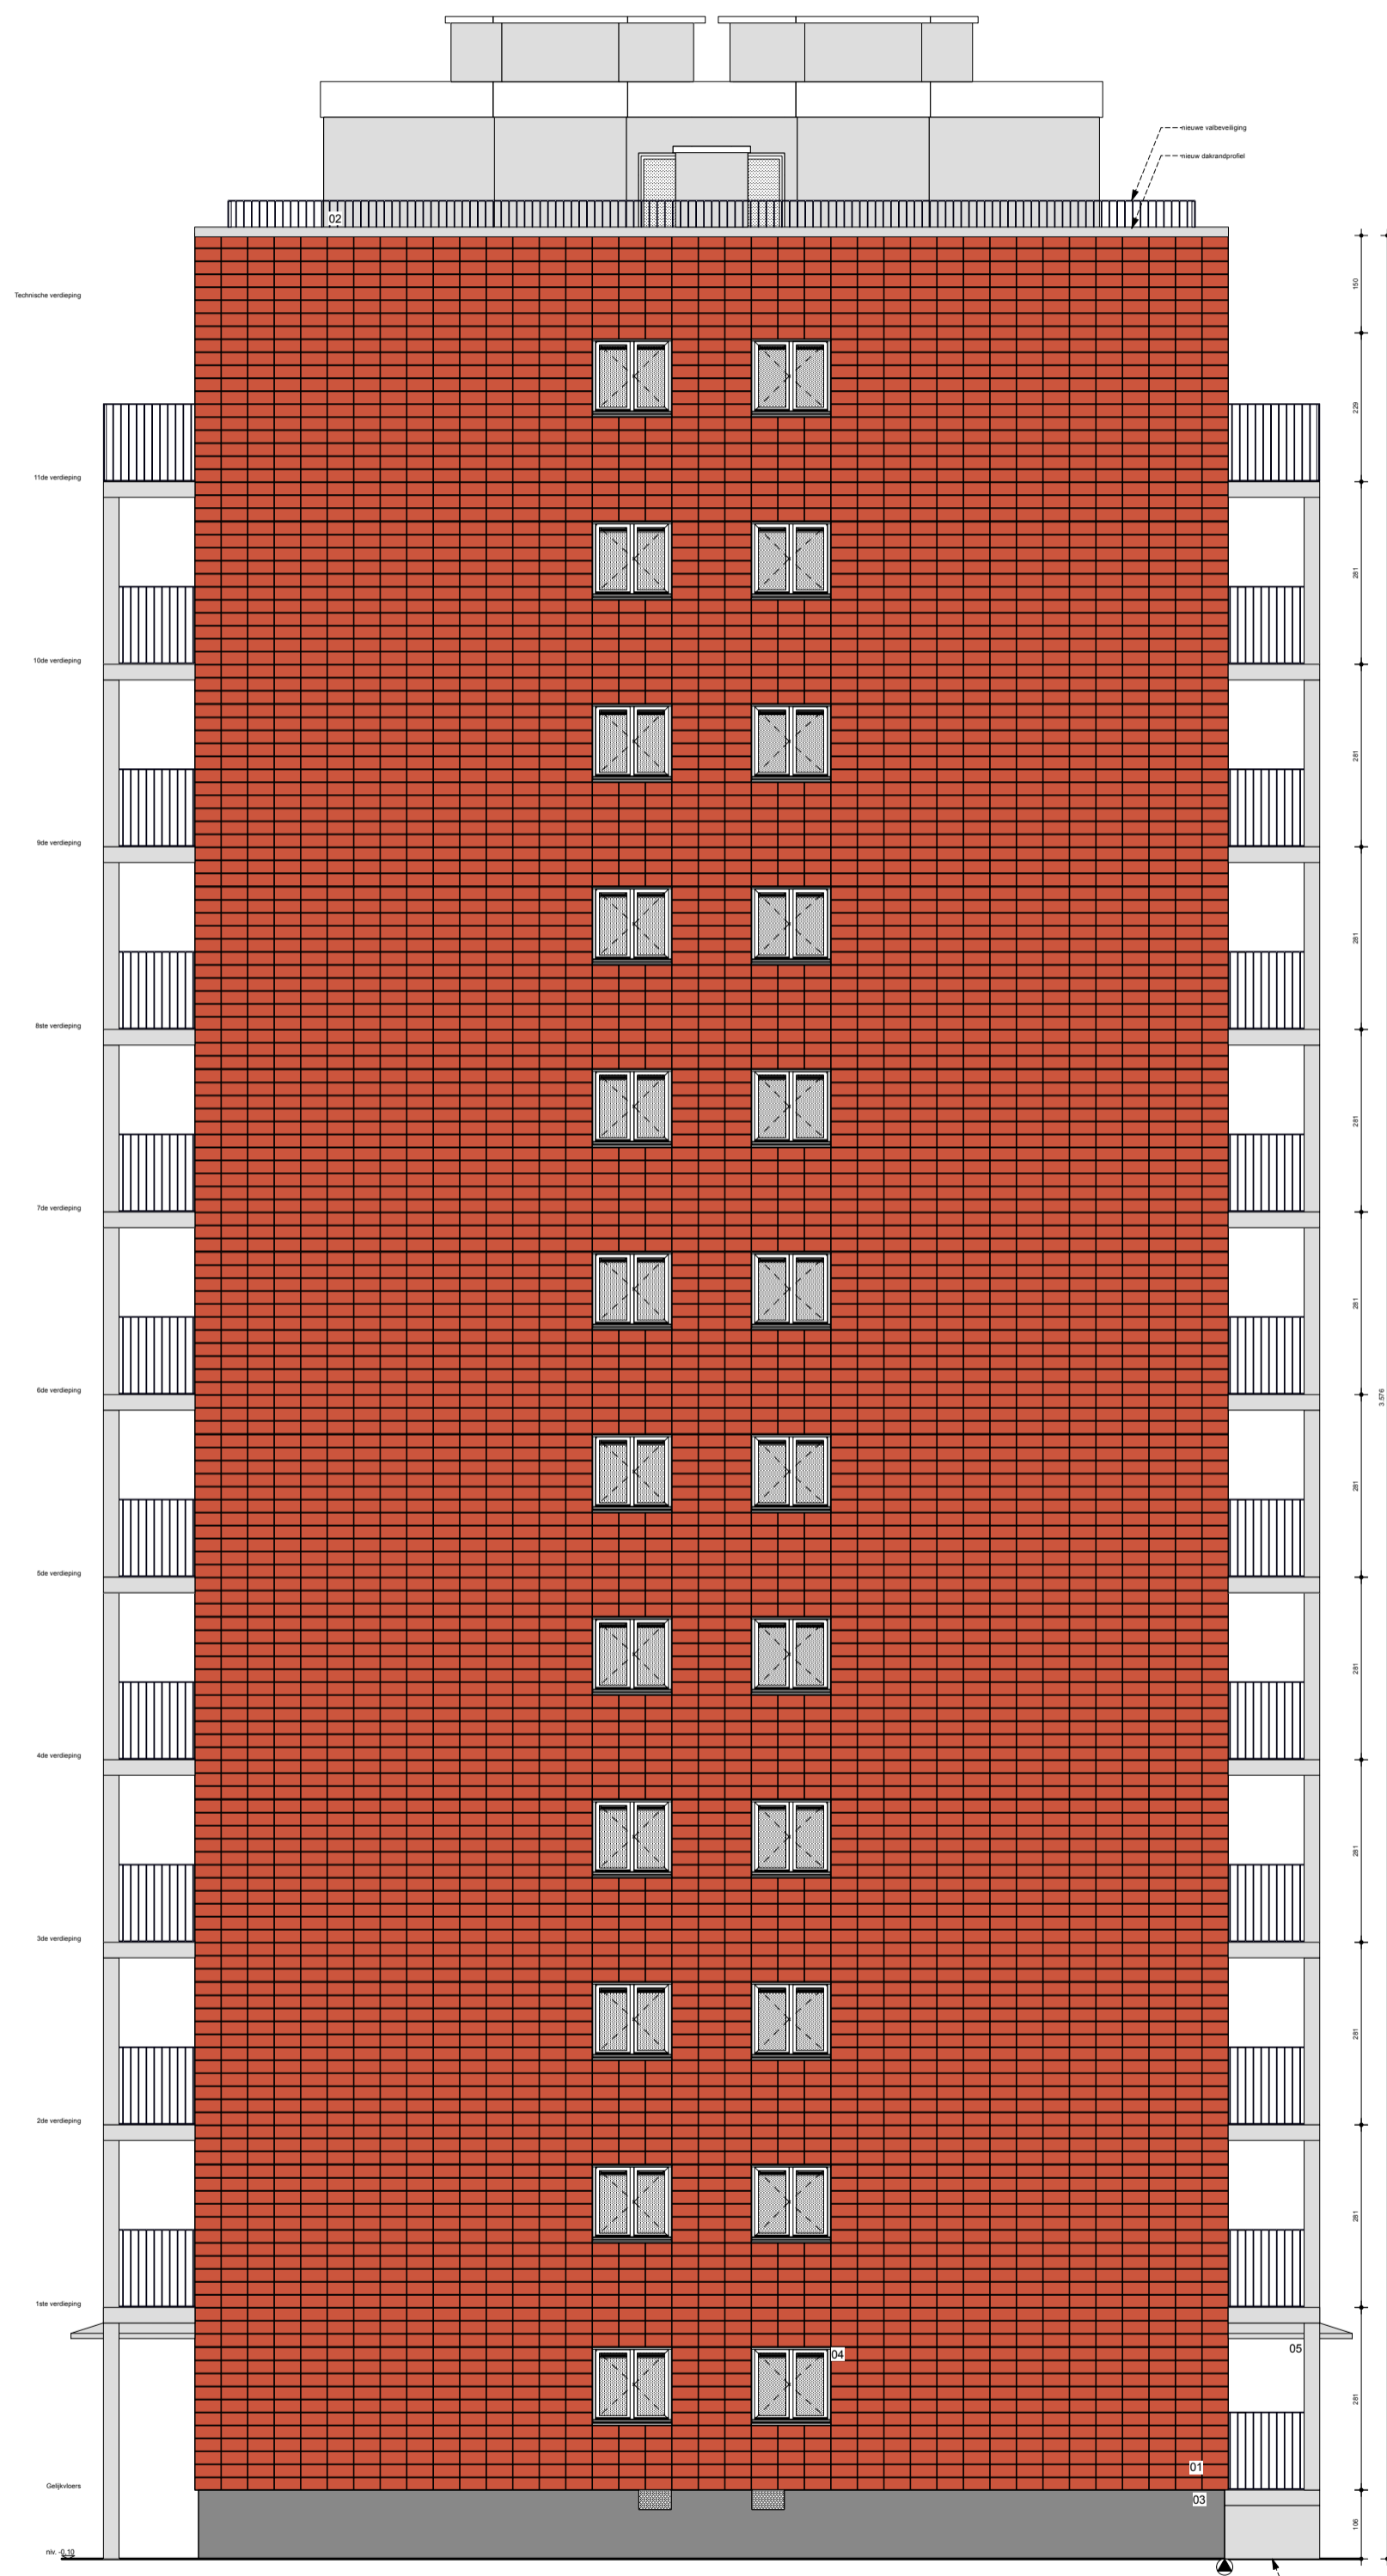 nieuwe valbeveiliging
nieuw dakrandprofiel
02
Technische verdieping
150
229
11de verdieping
281
10de verdieping
281
9de verdieping
281
8ste verdieping
281
7de verdieping
281
6de verdieping
3.576
281
5de verdieping
281
4de verdieping
281
3de verdieping
281
2de verdieping
281
1ste verdieping
05
04
281
01
Gelijkvloers
03
106
niv. -0.10